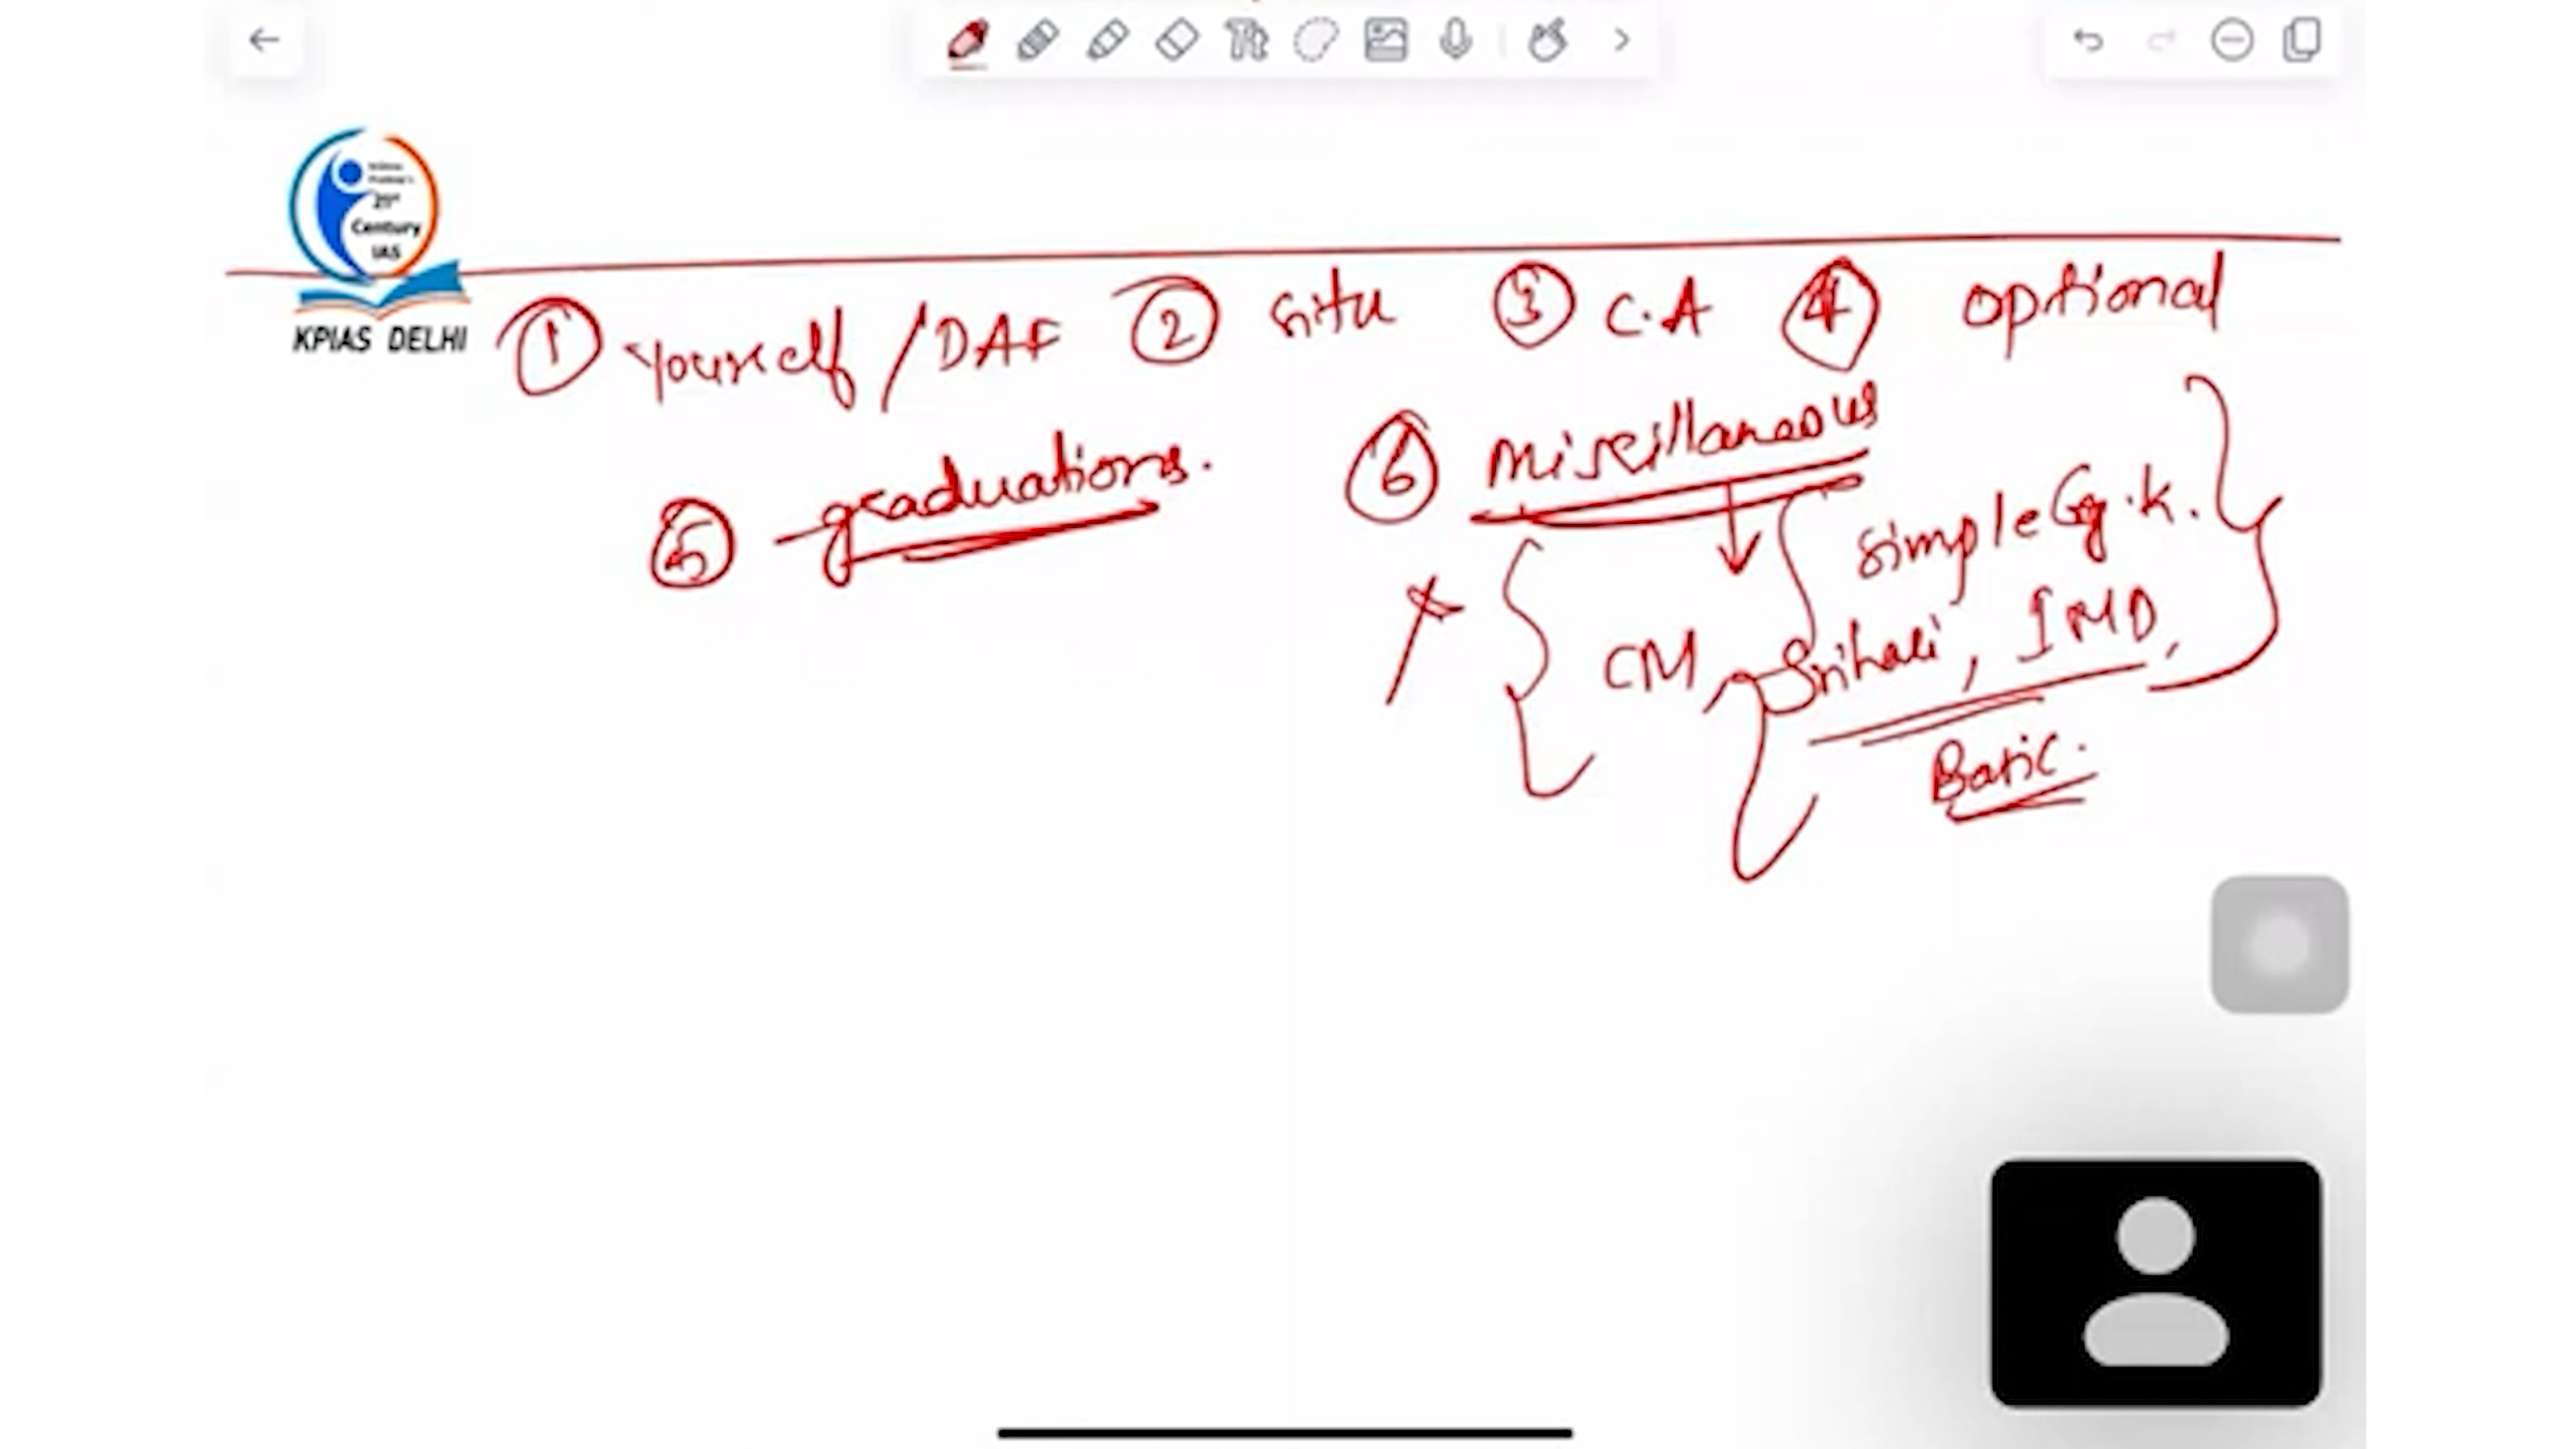 21st
Century
IAS
KPIAS DELHI
① Yourself / DAF ② situ ③ C.A ④ optional
⑤ graduations. ⑥ Miscillaneous
simple G.K.
CM, Srihari, IMD,
Basic.